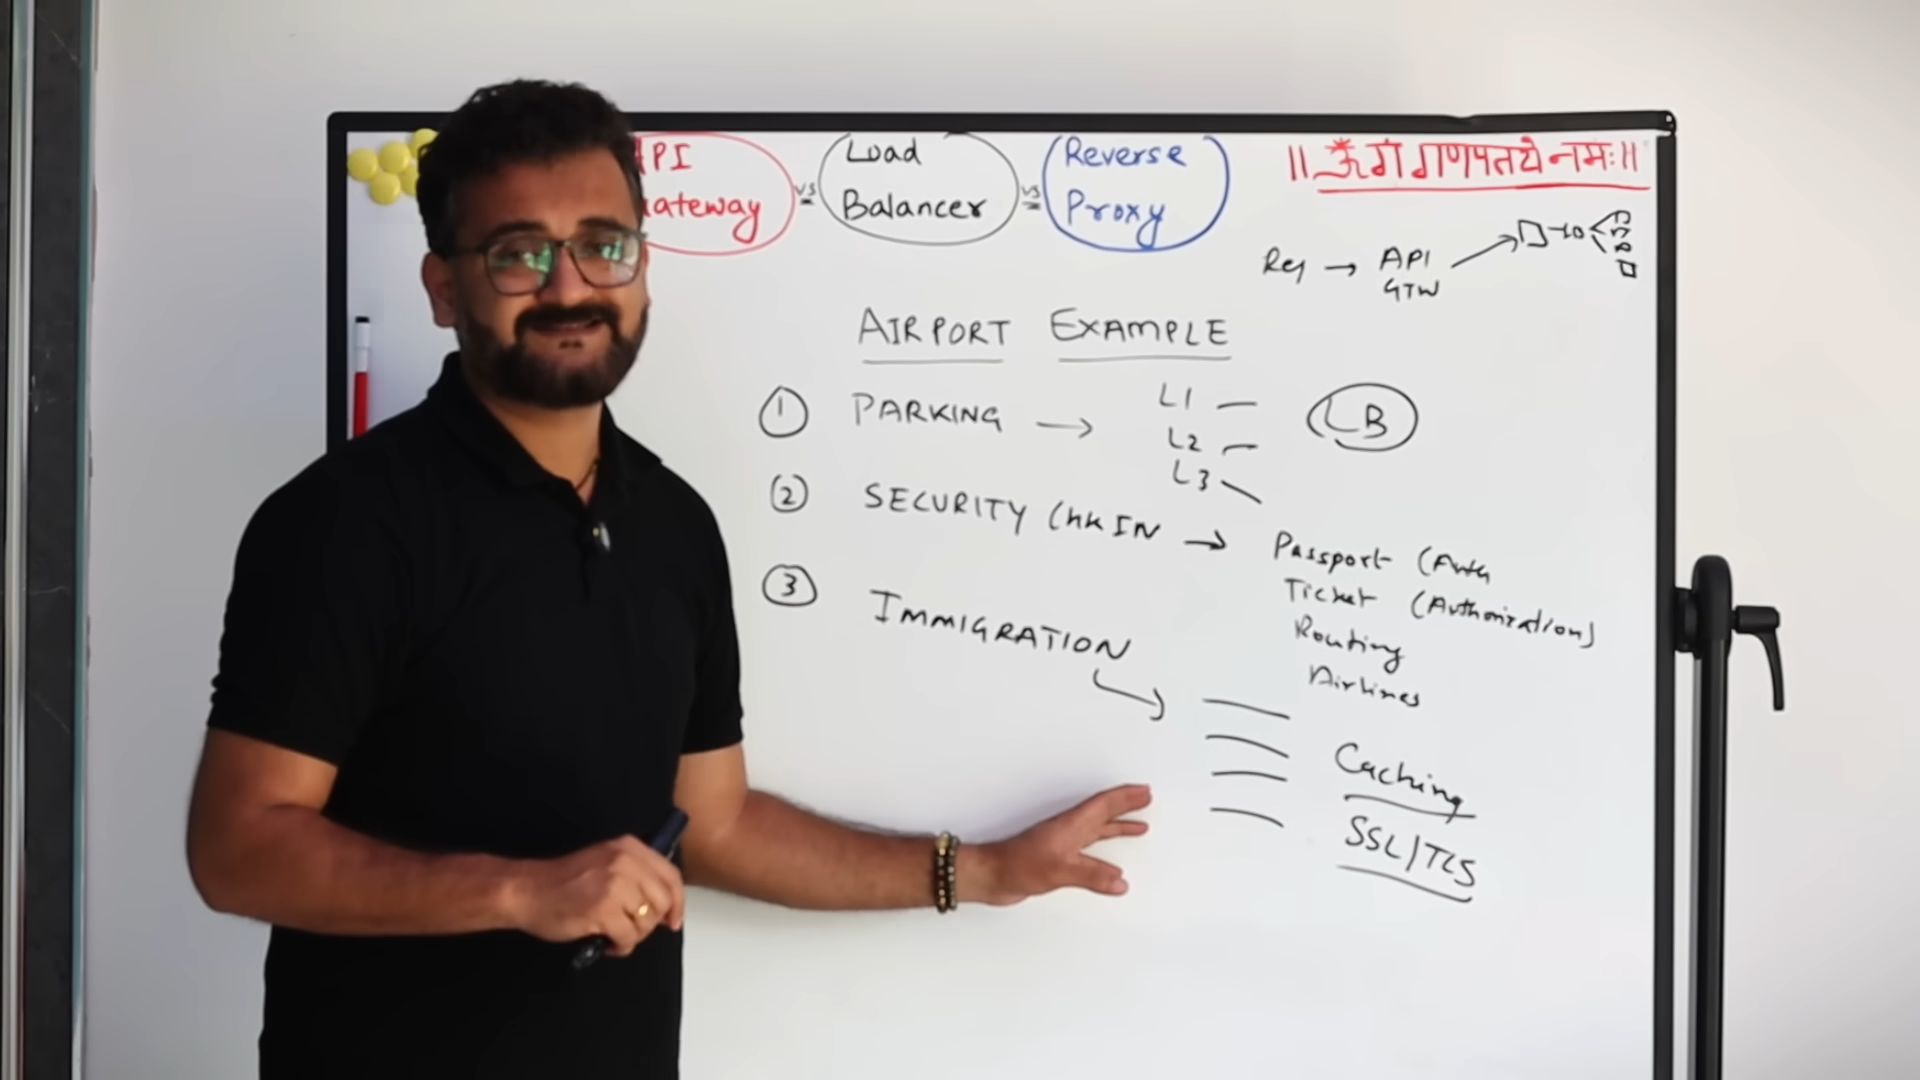 API
Gateway
vs
Load
Balancer
vs
Reverse
Proxy
॥ ॐ गं गणपतये नमः ॥
Req → API
GTW
AIRPORT EXAMPLE
1 PARKING → L1
L2
L3
LB
2 SECURITY CHK IN → Passport (Auth
Ticket (Authorization)
Routing
Airlines
3 IMMIGRATION
Caching
SSL/TLS